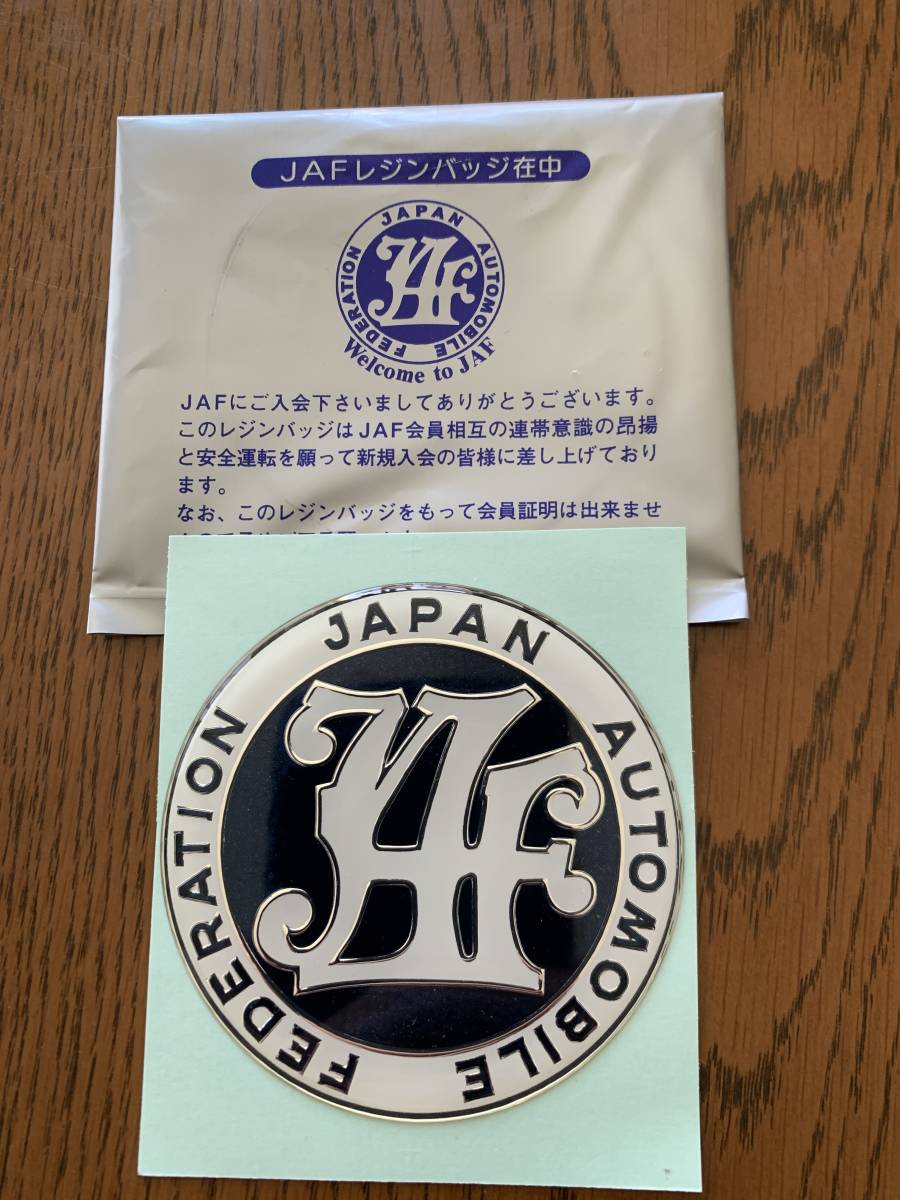 JAFレジンバッジ在中
JAPAN AUTOMOBILE FEDERATION
JAF
Welcome to JAF
JAFにご入会下さいましてありがとうございます。
このレジンバッジはJAF会員相互の連帯意識の昂揚
と安全運転を願って新規入会の皆様に差し上げており
ます。
なお、このレジンバッジをもって会員証明は出来ませ
JAPAN AUTOMOBILE FEDERATION
JAF